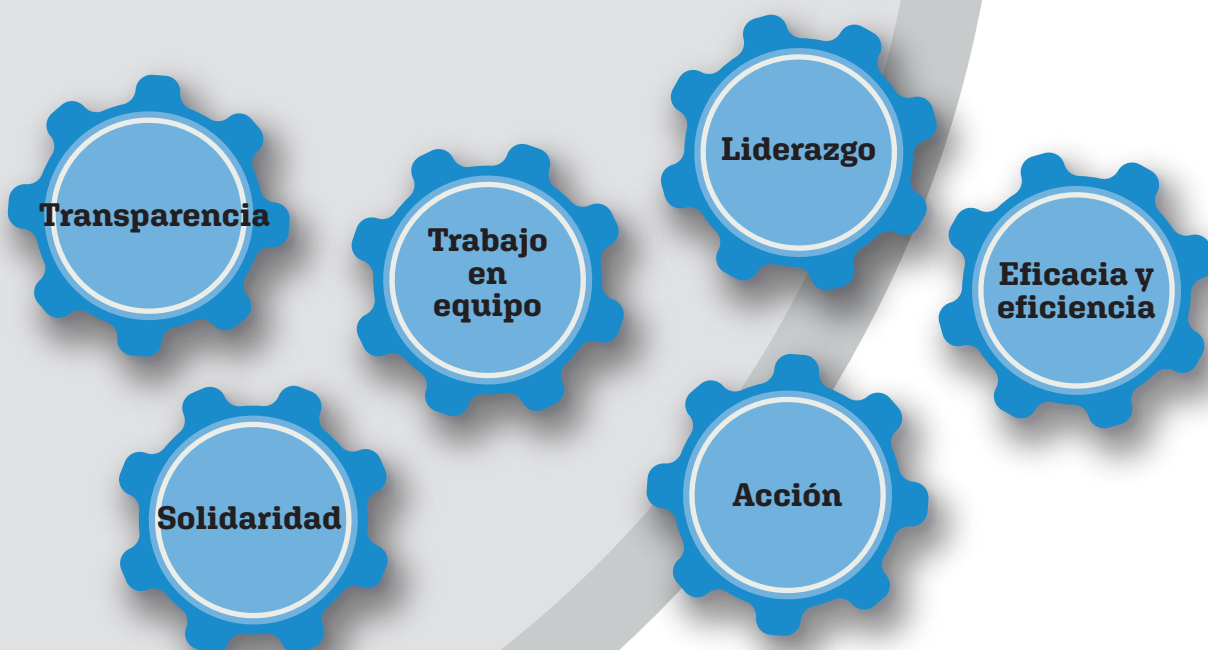 Transparencia
Trabajo
en
equipo
Liderazgo
Eficacia y
eficiencia
Solidaridad
Acción